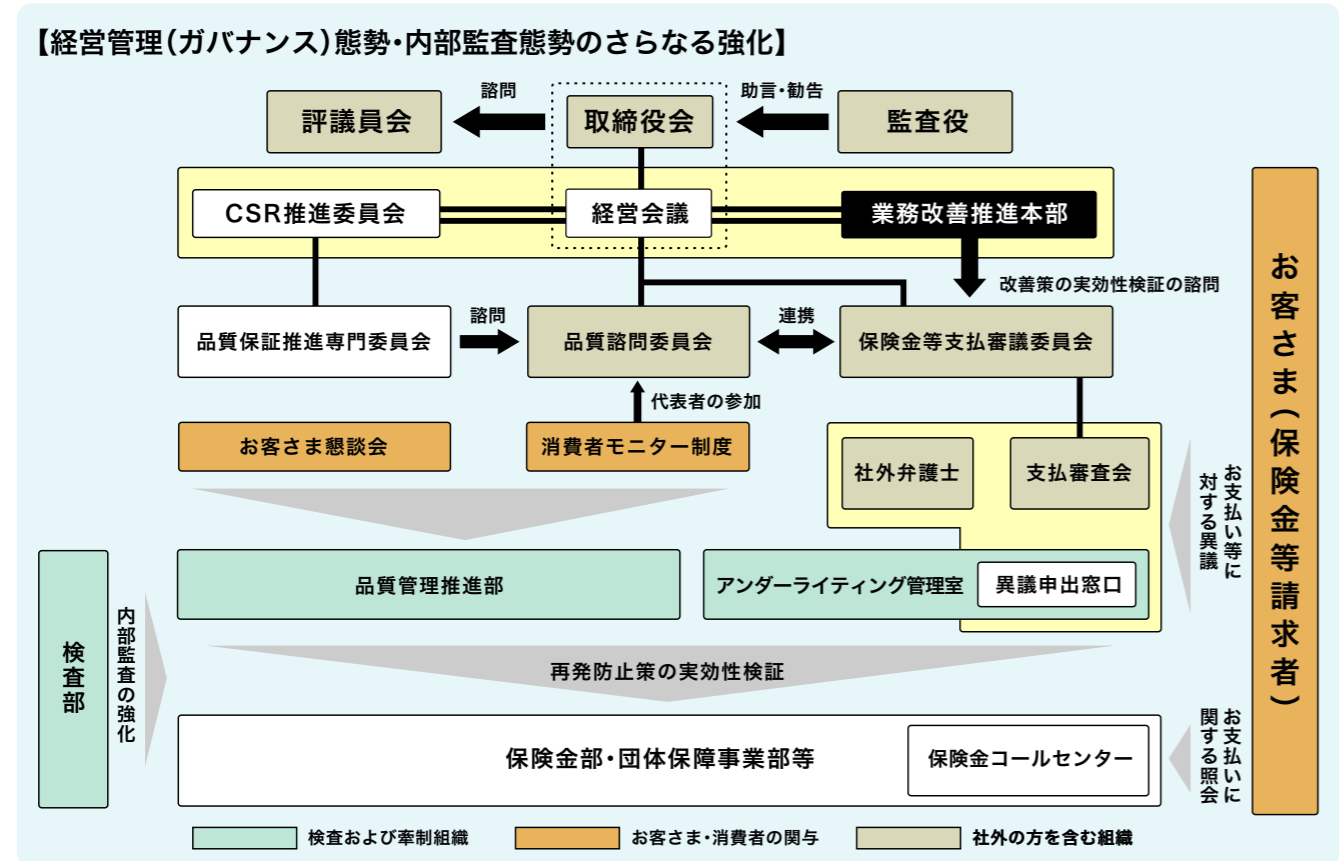 【経営管理(ガバナンス)態勢・内部監査態勢のさらなる強化】
諮問
助言・勧告
評議員会
取締役会
監査役
CSR推進委員会
経営会議
業務改善推進本部
改善策の実効性検証の諮問
品質保証推進専門委員会
諮問
品質諮問委員会
連携
保険金等支払審議委員会
代表者の参加
お客さま懇談会
消費者モニター制度
社外弁護士
支払審査会
お支払い等に
対する異議
お客さま(保険金等請求者)
品質管理推進部
アンダーライティング管理室
異議申出窓口
検査部
内部監査の強化
再発防止策の実効性検証
保険金部・団体保障事業部等
保険金コールセンター
お支払いに
関する照会
検査および牽制組織
お客さま・消費者の関与
社外の方を含む組織